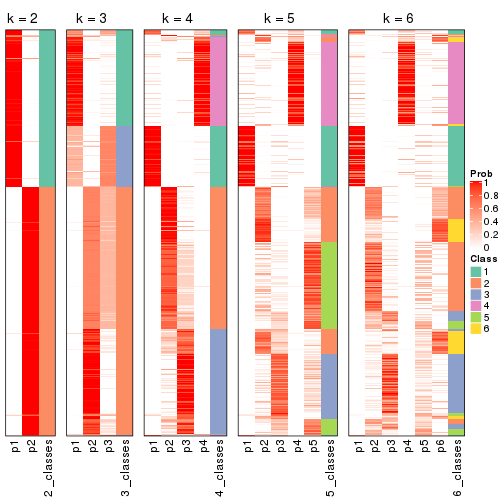 k = 2
k = 3
k = 4
k = 5
k = 6
p1
p2
2_classes
p1
p2
p3
3_classes
p1
p2
p3
p4
4_classes
p1
p2
p3
p4
p5
5_classes
p1
p2
p3
p4
p5
p6
6_classes
Prob
1
0.8
0.6
0.4
0.2
0
Class
1
2
3
4
5
6